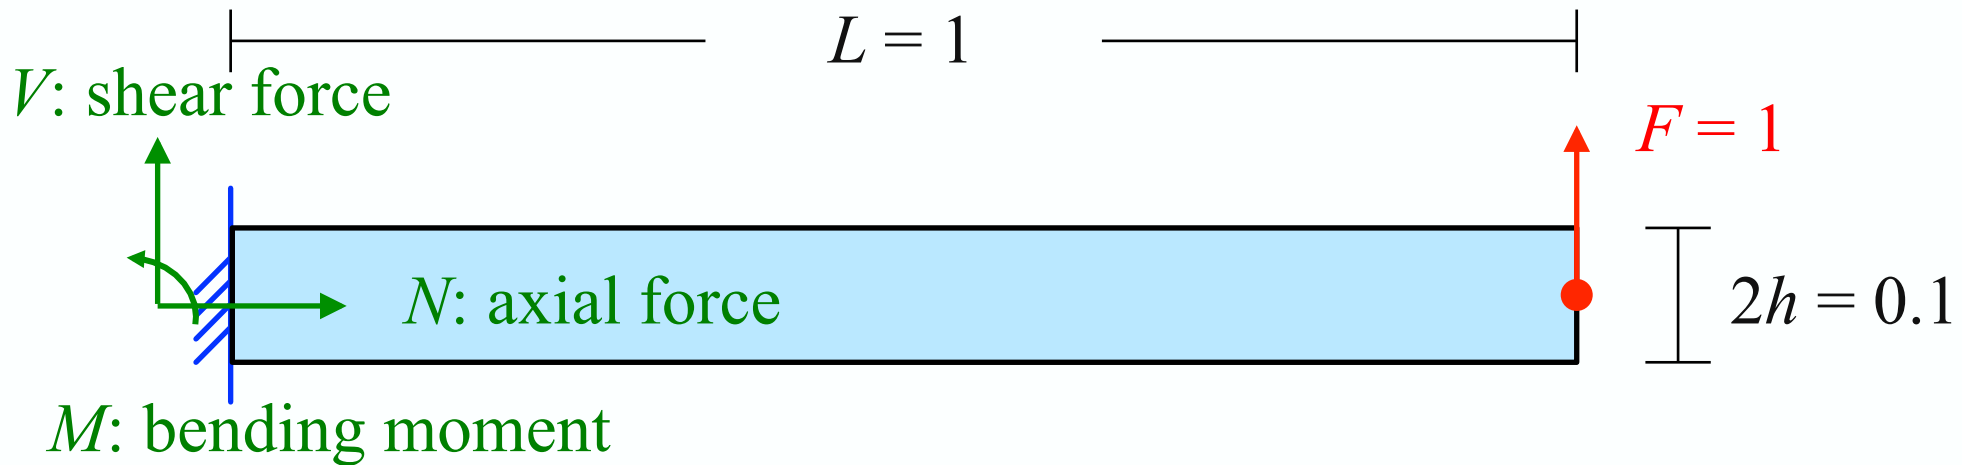 L = 1
V: shear force
F = 1
N: axial force
2h = 0.1
M: bending moment